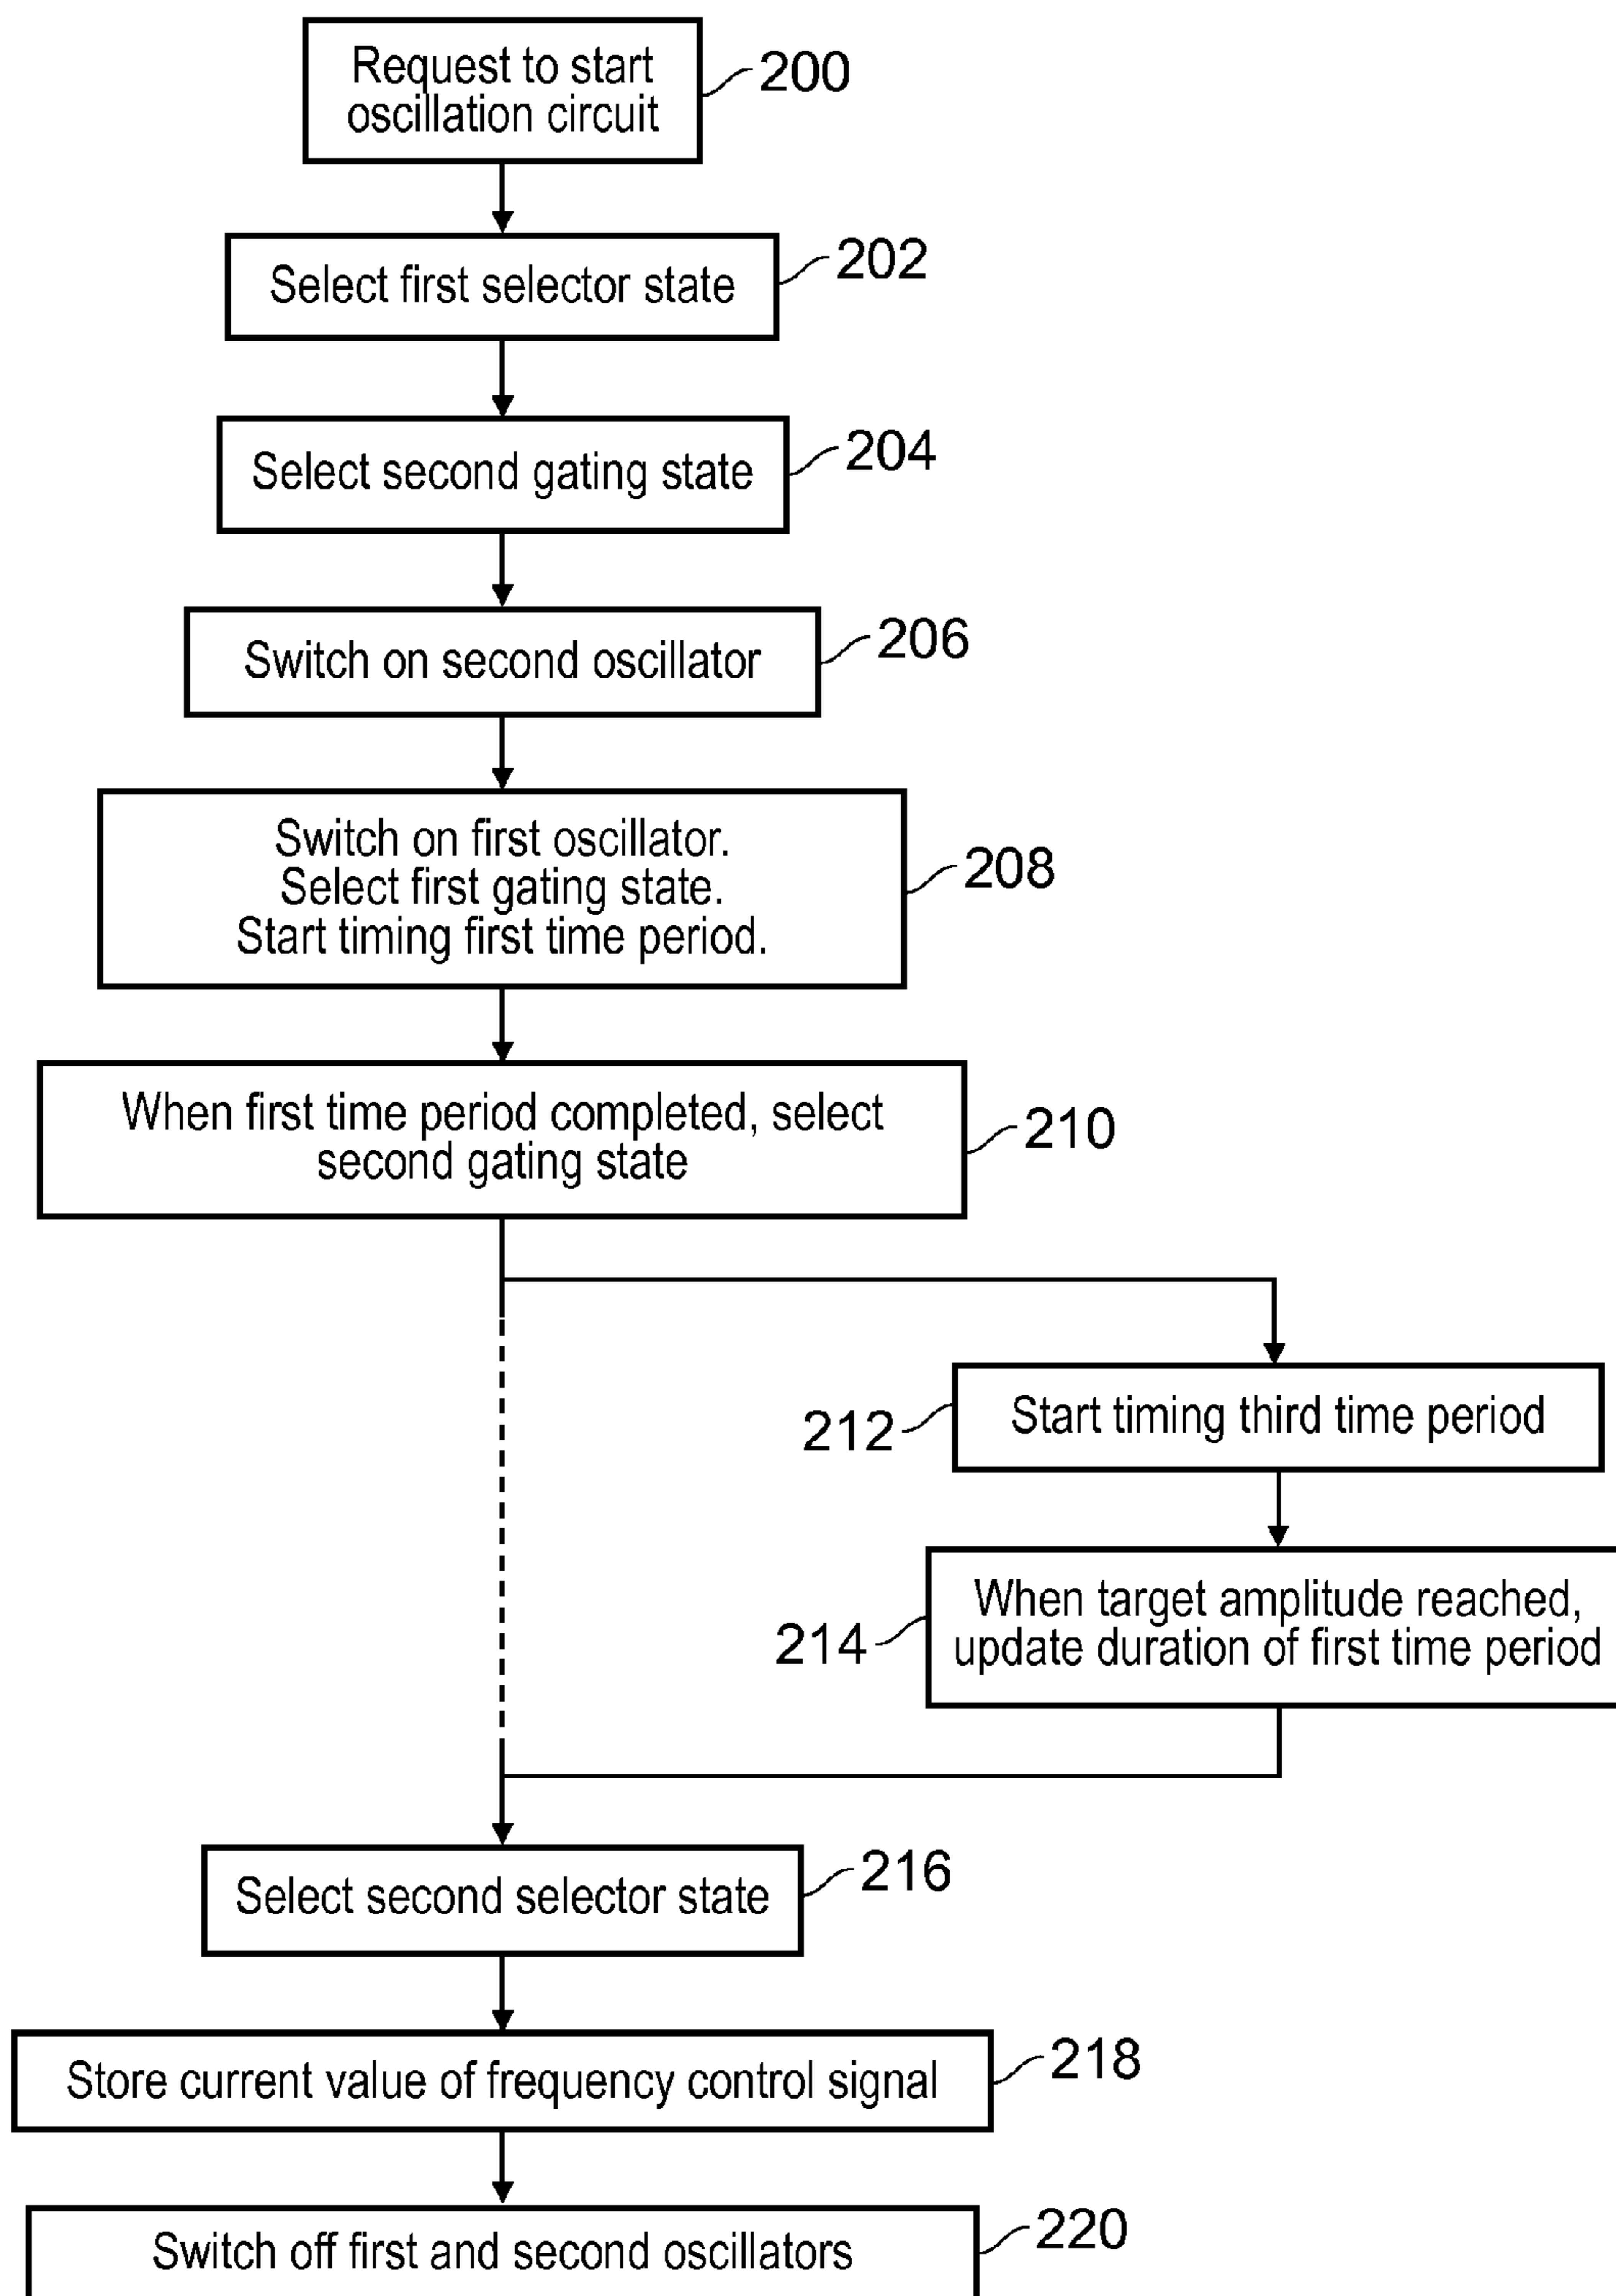 Request to start
oscillation circuit
200
Select first selector state
202
Select second gating state
204
Switch on second oscillator
206
Switch on first oscillator.
Select first gating state.
Start timing first time period.
208
When first time period completed, select
second gating state
210
Start timing third time period
212
When target amplitude reached,
update duration of first time period
214
Select second selector state
216
Store current value of frequency control signal
218
Switch off first and second oscillators
220